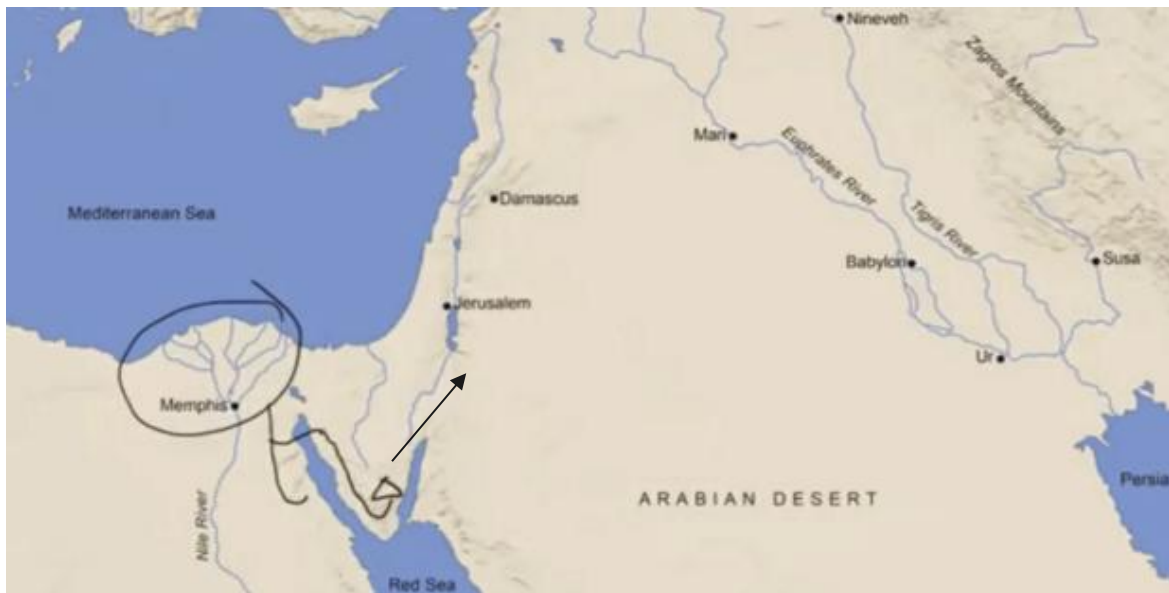 Nineveh
Zagros Mountains
Mari
Euphrates River
Damascus
Mediterranean Sea
Tigris River
Babylon
Susa
Jerusalem
Ur
Memphis
Persia
ARABIAN DESERT
Nile River
Red Sea